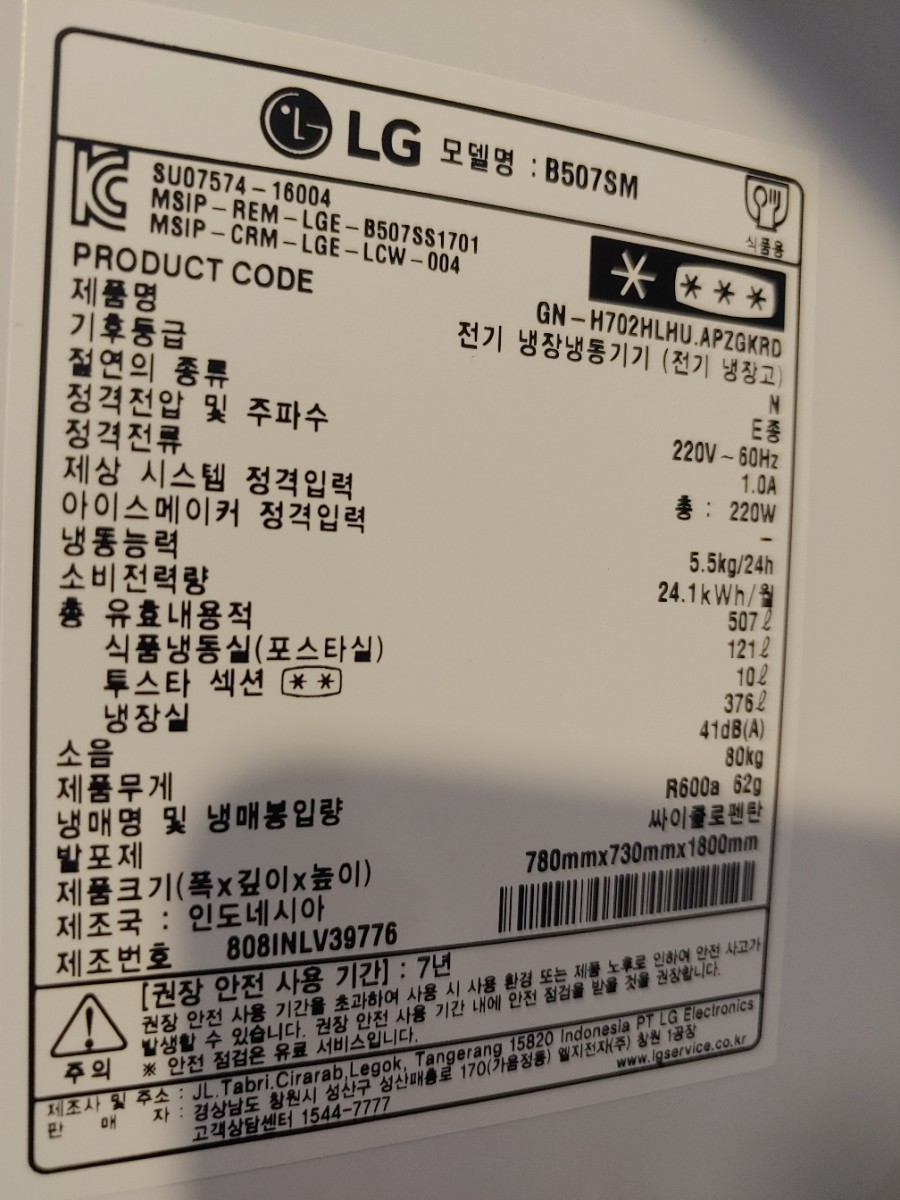 LG 모델명 : B507SM
식품용
SU07574-16004
MSIP-REM-LGE-B507SS1701
MSIP-CRM-LGE-LCW-004
PRODUCT CODE GN-H702HLHU.APZGKRD
제품명 전기 냉장냉동기기 (전기 냉장고)
기후등급 N
절연의 종류 E종
정격전압 및 주파수 220V~60Hz
정격전류 1.0A
제상 시스템 정격입력 총 : 220W
아이스메이커 정격입력 -
냉동능력 5.5kg/24h
소비전력량 24.1kWh/월
총 유효내용적 507ℓ
식품냉동실(포스타실) 121ℓ
투스타 섹션 ** 10ℓ
냉장실 376ℓ
소음 41dB(A)
제품무게 80kg
냉매명 및 냉매봉입량 R600a 62g
발포제 싸이클로펜탄
제품크기(폭x깊이x높이) 780mmx730mmx1800mm
제조국 : 인도네시아
제조번호 808INLV39776
[권장 안전 사용 기간] : 7년
권장 안전 사용 기간을 초과하여 사용 시 사용 환경 또는 제품 노후로 인하여 안전 사고가
발생할 수 있습니다. 권장 안전 사용 기간 내에 안전 점검을 받을 것을 권장합니다.
※ 안전 점검은 유료 서비스입니다.
주의
제조사 및 주소 : JL.Tabri.Cirarab,Legok, Tangerang 15820 Indonesia PT LG Electronics
판매자 : 경상남도 창원시 성산구 성산패총로 170(가음정동) 엘지전자(주) 창원 1공장
고객상담센터 1544-7777 www.lgservice.co.kr